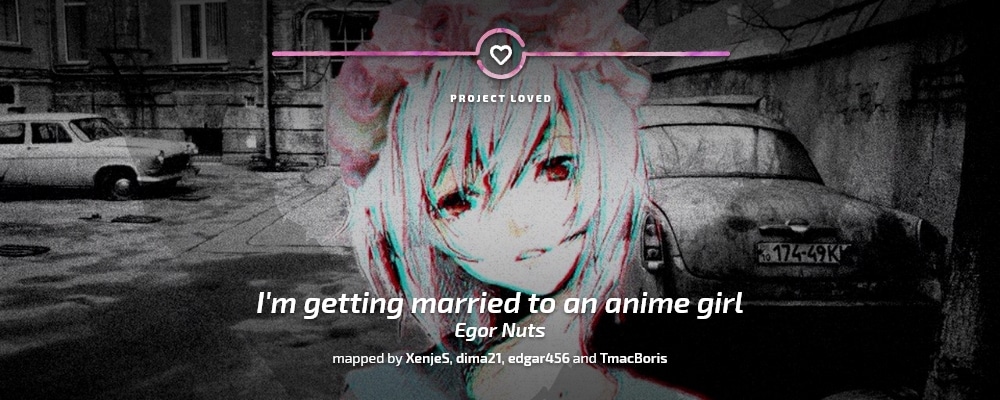 PROJECT LOVED
174-49K
I'm getting married to an anime girl
Egor Nuts
mapped by XenjeS, dima21, edgar456 and TmacBoris